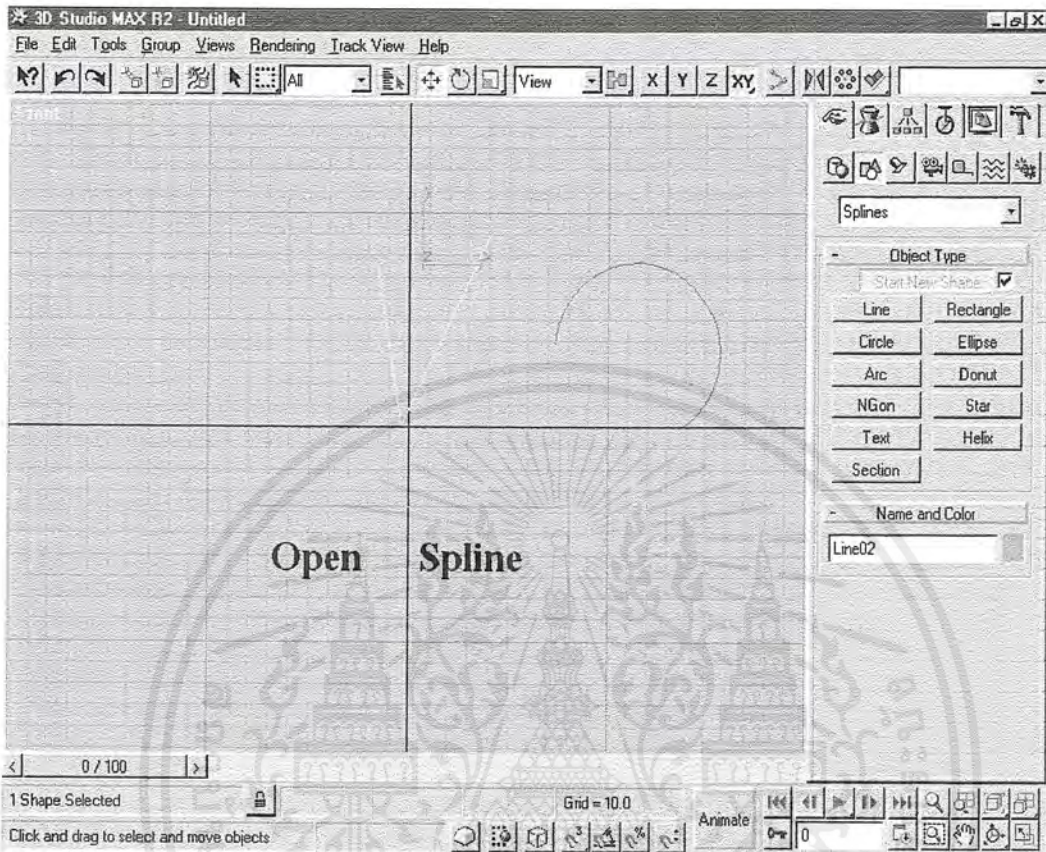 3D Studio MAX R2 - Untitled
File Edit Tools Group Views Rendering Track View Help
All View X Y Z XY
Front
Y
Z X
Splines
- Object Type
Start New Shape
Line Rectangle
Circle Ellipse
Arc Donut
NGon Star
Text Helix
Section
- Name and Color
Line02
Open Spline
< 0 / 100 >
1 Shape Selected
Grid = 10.0
Animate
0
Click and drag to select and move objects